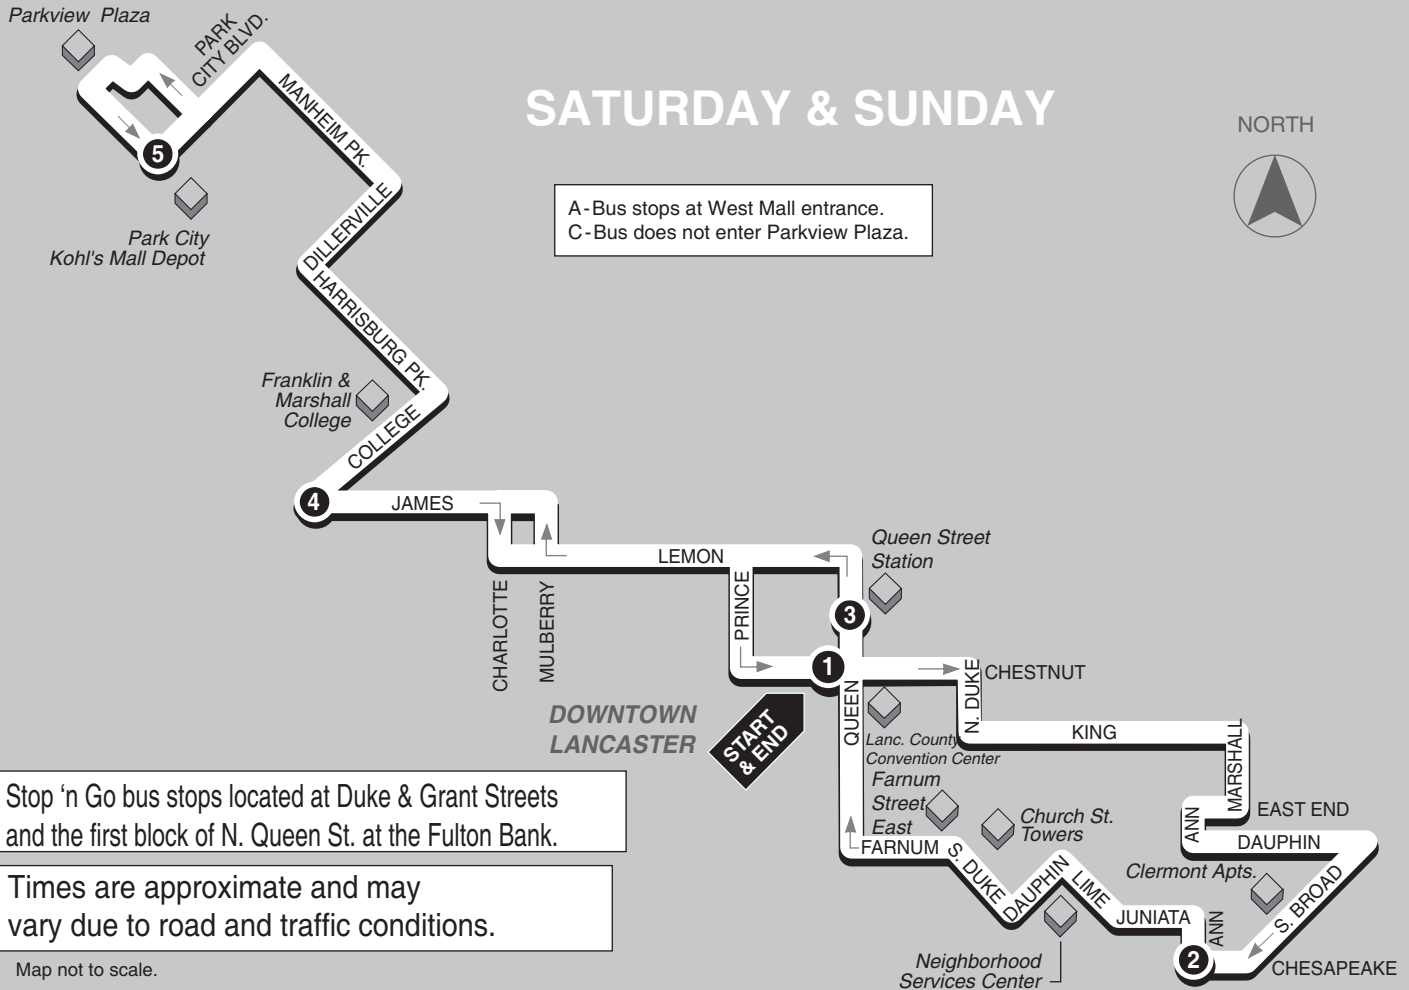 Parkview Plaza
PARK
CITY BLVD.
MANHEIM PK.
SATURDAY & SUNDAY
NORTH
5
A-Bus stops at West Mall entrance.
C-Bus does not enter Parkview Plaza.
Park City
Kohl's Mall Depot
DILLERVILLE
HARRISBURG PK.
Franklin &
Marshall
College
COLLEGE
4
JAMES
LEMON
Queen Street
Station
CHARLOTTE
MULBERRY
PRINCE
3
1
QUEEN
N. DUKE
CHESTNUT
DOWNTOWN
LANCASTER
START
& END
Lanc. County
Convention Center
KING
MARSHALL
EAST END
Farnum
Street
East
FARNUM
Church St.
Towers
ANN
DAUPHIN
Clermont Apts.
S. DUKE
DAUPHIN
LIME
JUNIATA
ANN
S. BROAD
2
CHESAPEAKE
Neighborhood
Services Center
Stop ‘n Go bus stops located at Duke & Grant Streets
and the first block of N. Queen St. at the Fulton Bank.
Times are approximate and may
vary due to road and traffic conditions.
Map not to scale.